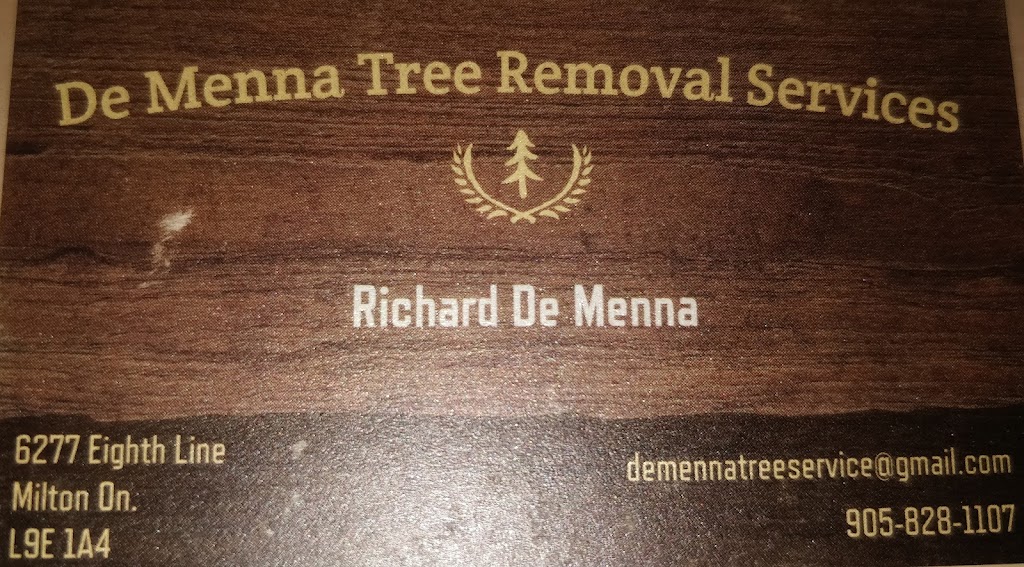 De Menna Tree Removal Services
Richard De Menna
6277 Eighth Line
Milton On.
L9E 1A4
demennatreeservice@gmail.com
905-828-1107